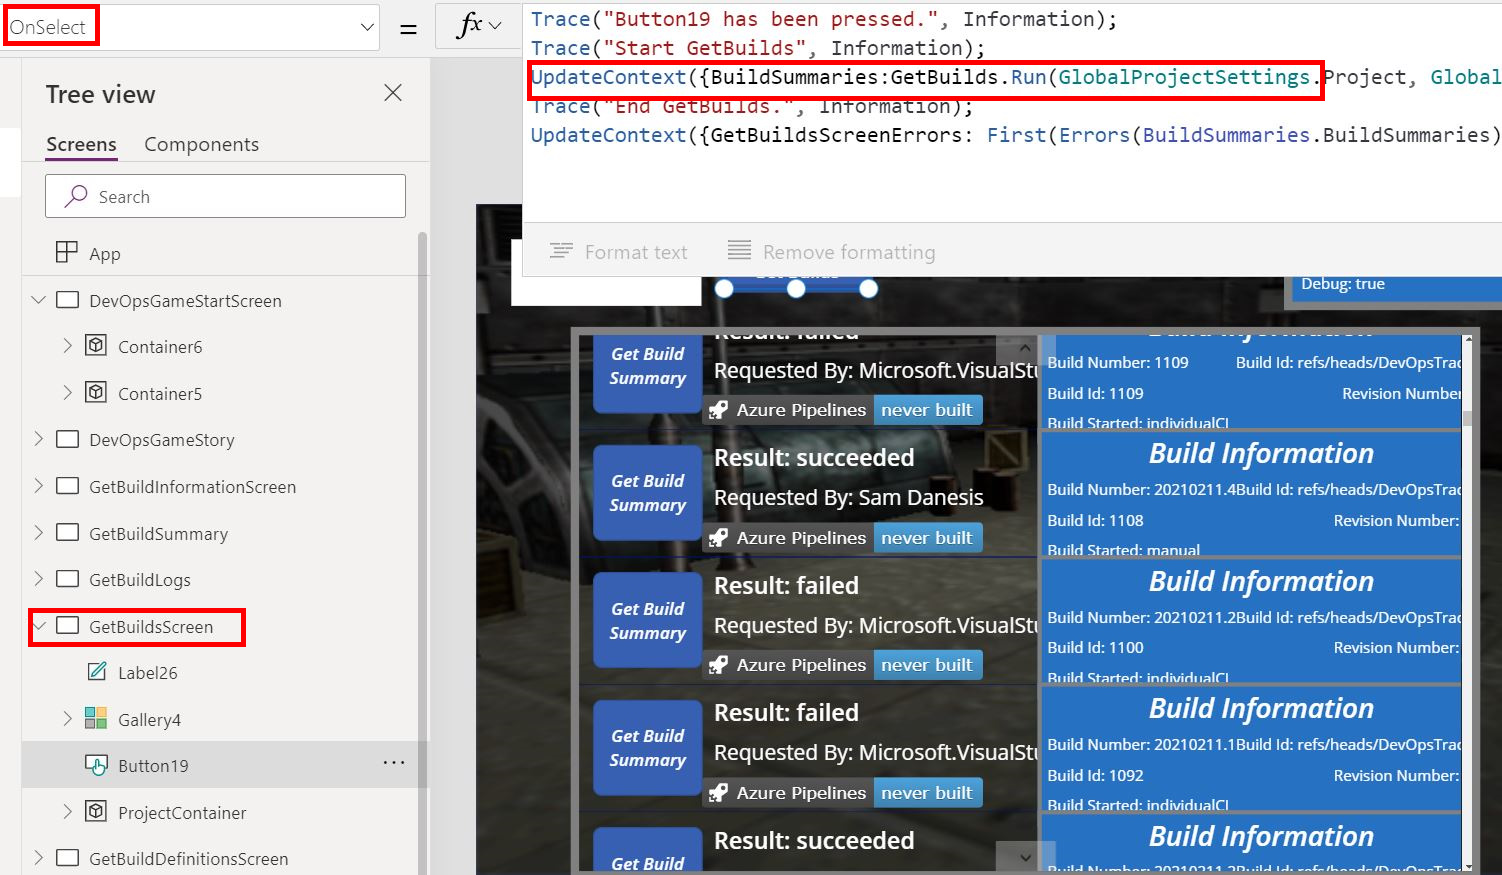 OnSelect
=
fx
Trace("Button19 has been pressed.", Information);
Trace("Start GetBuilds", Information);
UpdateContext({BuildSummaries:GetBuilds.Run(GlobalProjectSettings.Project, Global
Trace("End GetBuilds.", Information);
UpdateContext({GetBuildsScreenErrors: First(Errors(BuildSummaries.BuildSummaries)
Format text
Remove formatting
Tree view
Screens
Components
Search
App
DevOpsGameStartScreen
Container6
Container5
DevOpsGameStory
GetBuildInformationScreen
GetBuildSummary
GetBuildLogs
GetBuildsScreen
Label26
Gallery4
Button19
ProjectContainer
GetBuildDefinitionsScreen
Debug: true
Get Build
Summary
Result: failed
Requested By: Microsoft.VisualStu
Azure Pipelines never built
Build Information
Build Number: 1109 Build Id: refs/heads/DevOpsTrac
Build Id: 1109 Revision Number
Build Started: individualCI
Get Build
Summary
Result: succeeded
Requested By: Sam Danesis
Azure Pipelines never built
Build Information
Build Number: 20210211.4Build Id: refs/heads/DevOpsTrac
Build Id: 1108 Revision Number:
Build Started: manual
Get Build
Summary
Result: failed
Requested By: Microsoft.VisualStu
Azure Pipelines never built
Build Information
Build Number: 20210211.2Build Id: refs/heads/DevOpsTrac
Build Id: 1100 Revision Number:
Build Started: individualCI
Get Build
Summary
Result: failed
Requested By: Microsoft.VisualStu
Azure Pipelines never built
Build Information
Build Number: 20210211.1Build Id: refs/heads/DevOpsTrac
Build Id: 1092 Revision Number:
Build Started: individualCI
Get Build
Result: succeeded
Build Information